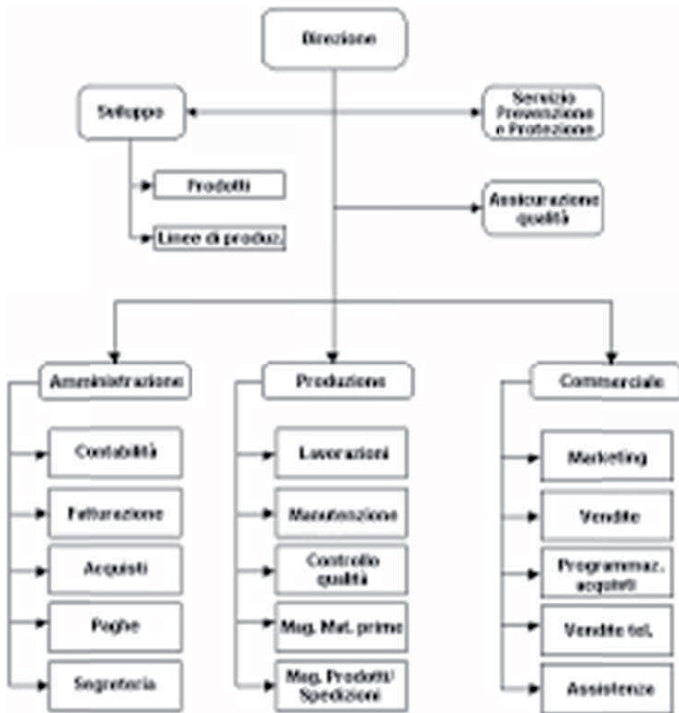 Direzione
Sviluppo
Servizio
Prevenzione
e Protezione
Prodotti
Assicurazione
qualità
Linee di produz.
Amministrazione
Produzione
Commerciale
Contabilità
Lavorazioni
Marketing
Fatturazione
Manutenzione
Vendite
Acquisti
Controllo
qualità
Programmaz.
acquisti
Paghe
Mag. Mat. prime
Vendite tel.
Segreteria
Mag. Prodotti/
Spedizioni
Assistenza